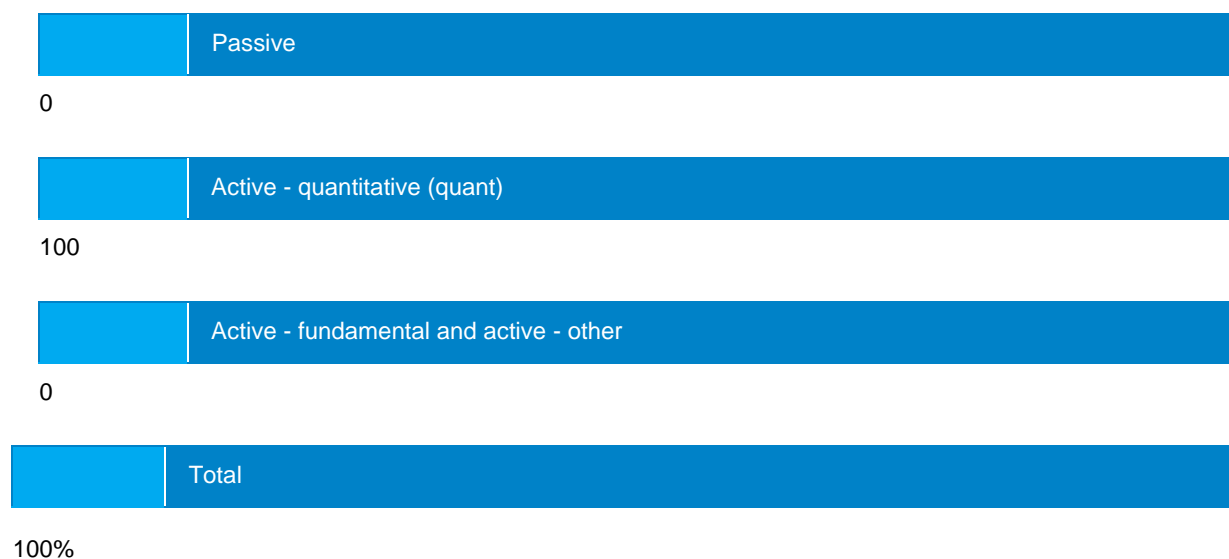 Passive
0
Active - quantitative (quant)
100
Active - fundamental and active - other
0
Total
100%